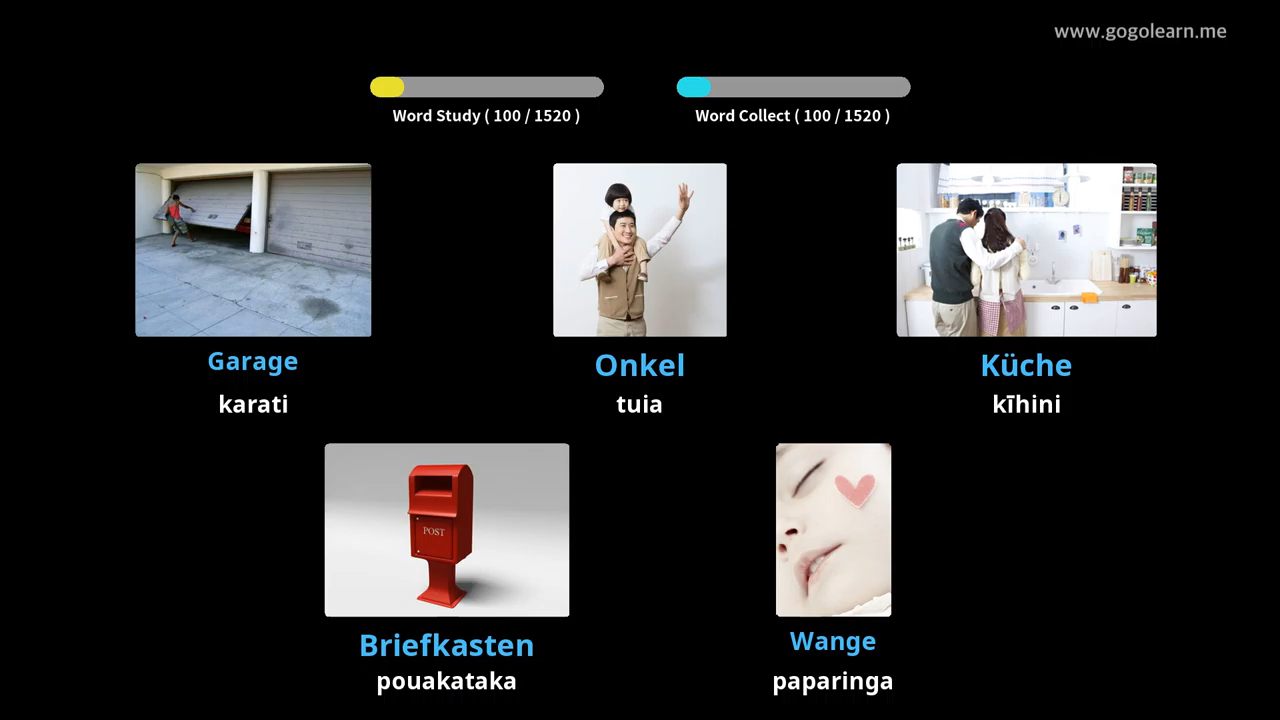 www.gogolearn.me
Word Study ( 100 / 1520 )
Word Collect ( 100 / 1520 )
Garage
karati
Onkel
tuia
Küche
kīhini
POST
Briefkasten
pouakataka
Wange
paparinga